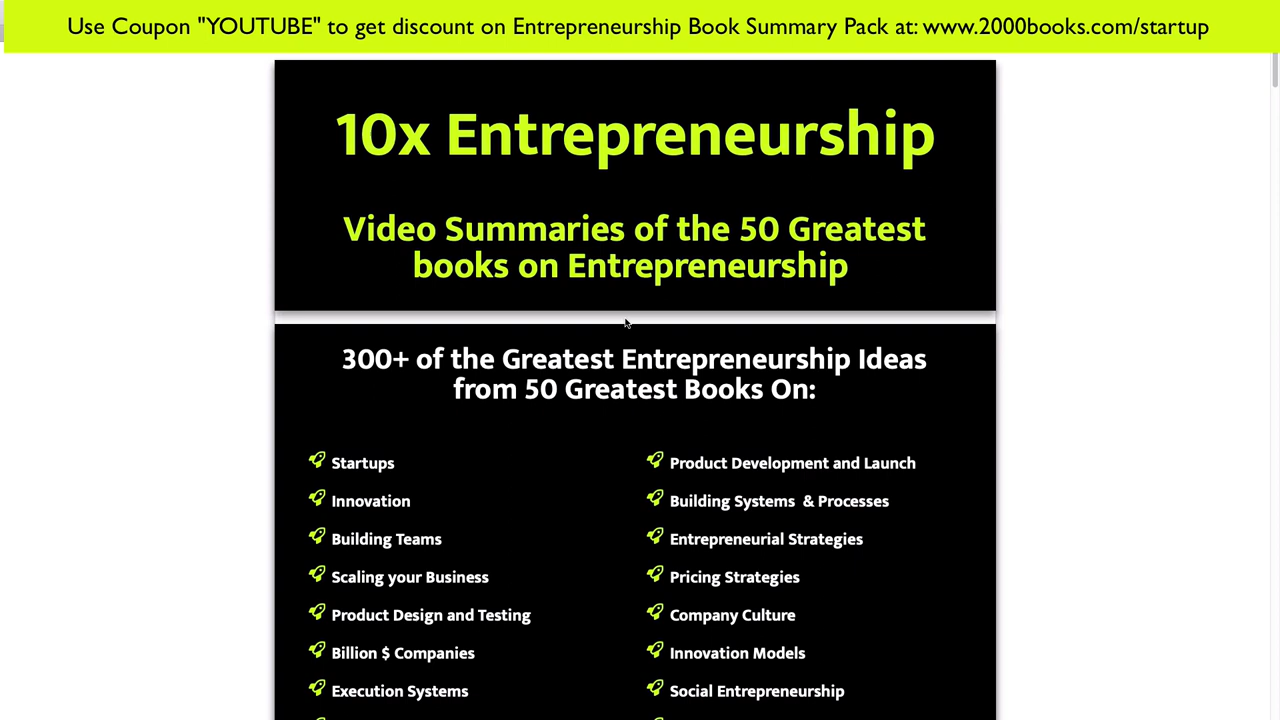 Use Coupon "YOUTUBE" to get discount on Entrepreneurship Book Summary Pack at: www.2000books.com/startup
10x Entrepreneurship
Video Summaries of the 50 Greatest
books on Entrepreneurship
300+ of the Greatest Entrepreneurship Ideas
from 50 Greatest Books On:
Startups
Innovation
Building Teams
Scaling your Business
Product Design and Testing
Billion $ Companies
Execution Systems
Product Development and Launch
Building Systems & Processes
Entrepreneurial Strategies
Pricing Strategies
Company Culture
Innovation Models
Social Entrepreneurship